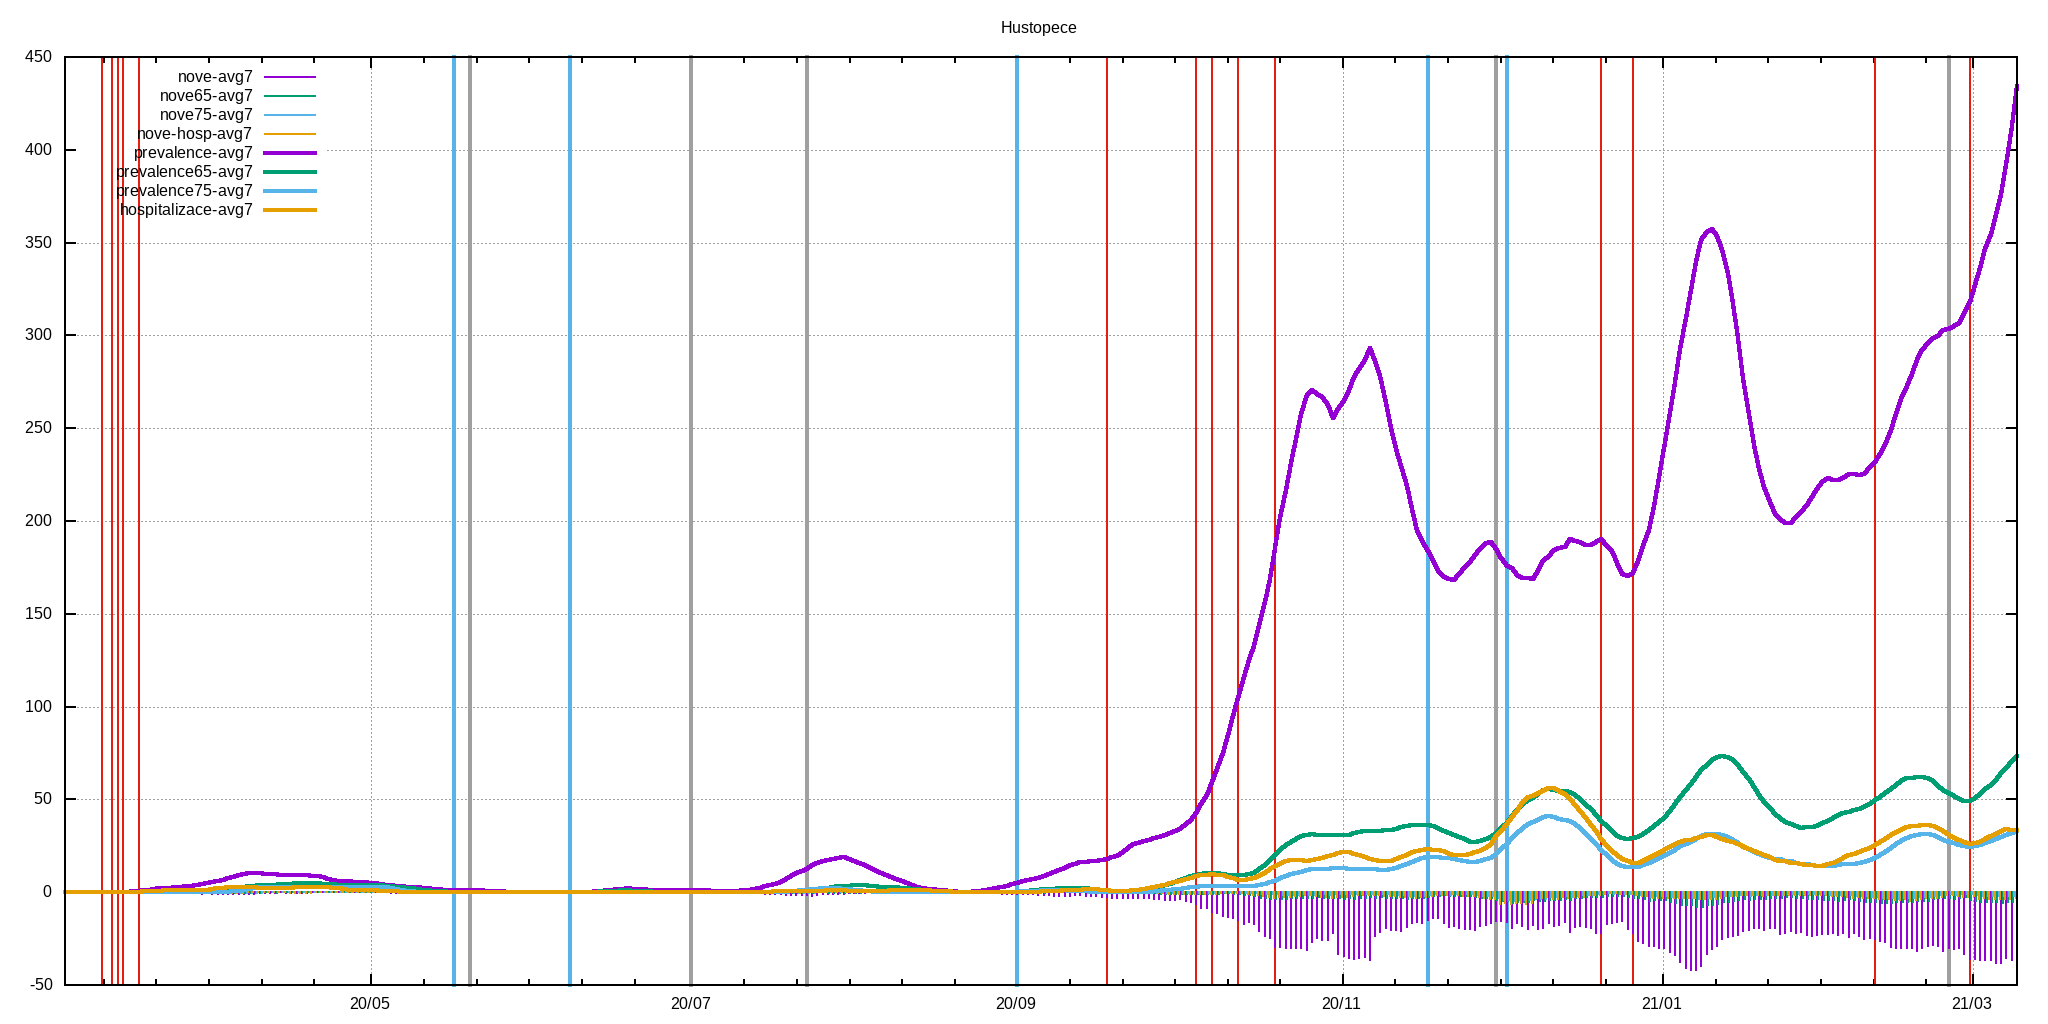 Hustopece
450
400
350
300
250
200
150
100
50
0
-50
nove-avg7
nove65-avg7
nove75-avg7
nove-hosp-avg7
prevalence-avg7
prevalence65-avg7
prevalence75-avg7
hospitalizace-avg7
20/05 20/07 20/09 20/11 21/01 21/03